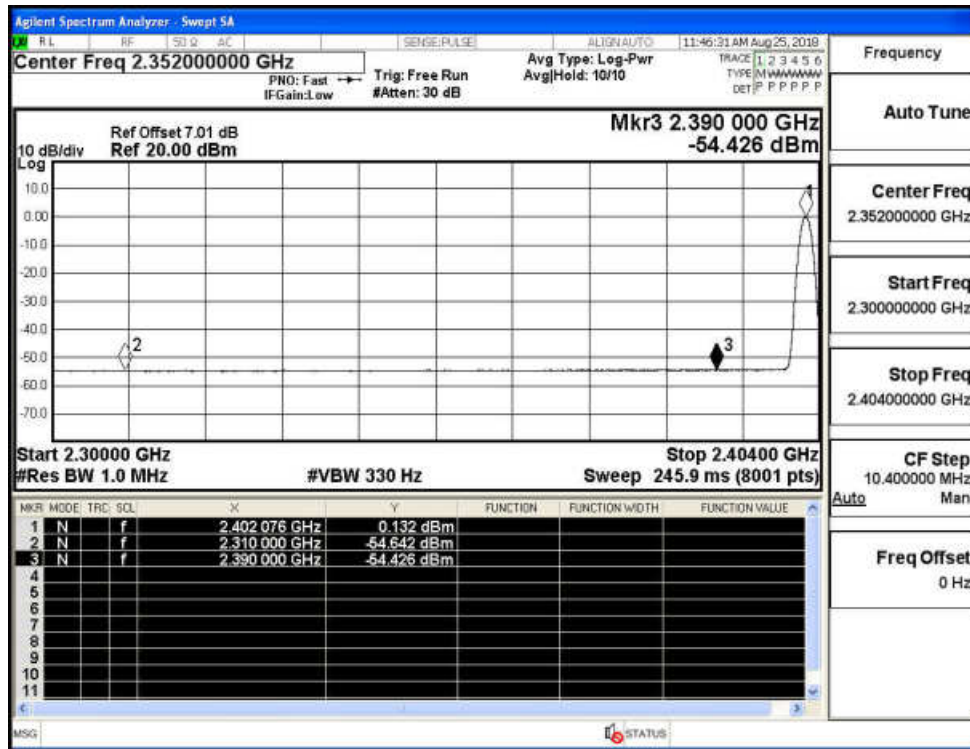 Agilent Spectrum Analyzer - Swept SA
RL RF 50 Ω AC SENSE:PULSE ALIGN AUTO 11:46:31 AM Aug 25, 2018
Center Freq 2.352000000 GHz
PNO: Fast
IFGain:Low
Trig: Free Run
#Atten: 30 dB
Avg Type: Log-Pwr
Avg|Hold: 10/10
TRACE 1 2 3 4 5 6
TYPE M
DET P P P P P P
Frequency
Auto Tune
Mkr3 2.390 000 GHz
-54.426 dBm
Ref Offset 7.01 dB
10 dB/div Ref 20.00 dBm
Log
10.0
0.00
-10.0
-20.0
-30.0
-40.0
-50.0
-60.0
-70.0
1
2
3
Center Freq
2.352000000 GHz
Start Freq
2.300000000 GHz
Stop Freq
2.404000000 GHz
Start 2.30000 GHz Stop 2.40400 GHz
#Res BW 1.0 MHz #VBW 330 Hz Sweep 245.9 ms (8001 pts)
CF Step
10.400000 MHz
Auto Man
MKR MODE TRC SCL X Y FUNCTION FUNCTION WIDTH FUNCTION VALUE
1 N f 2.402 076 GHz 0.132 dBm
2 N f 2.310 000 GHz -54.642 dBm
3 N f 2.390 000 GHz -54.426 dBm
4
5
6
7
8
9
10
11
Freq Offset
0 Hz
MSG STATUS